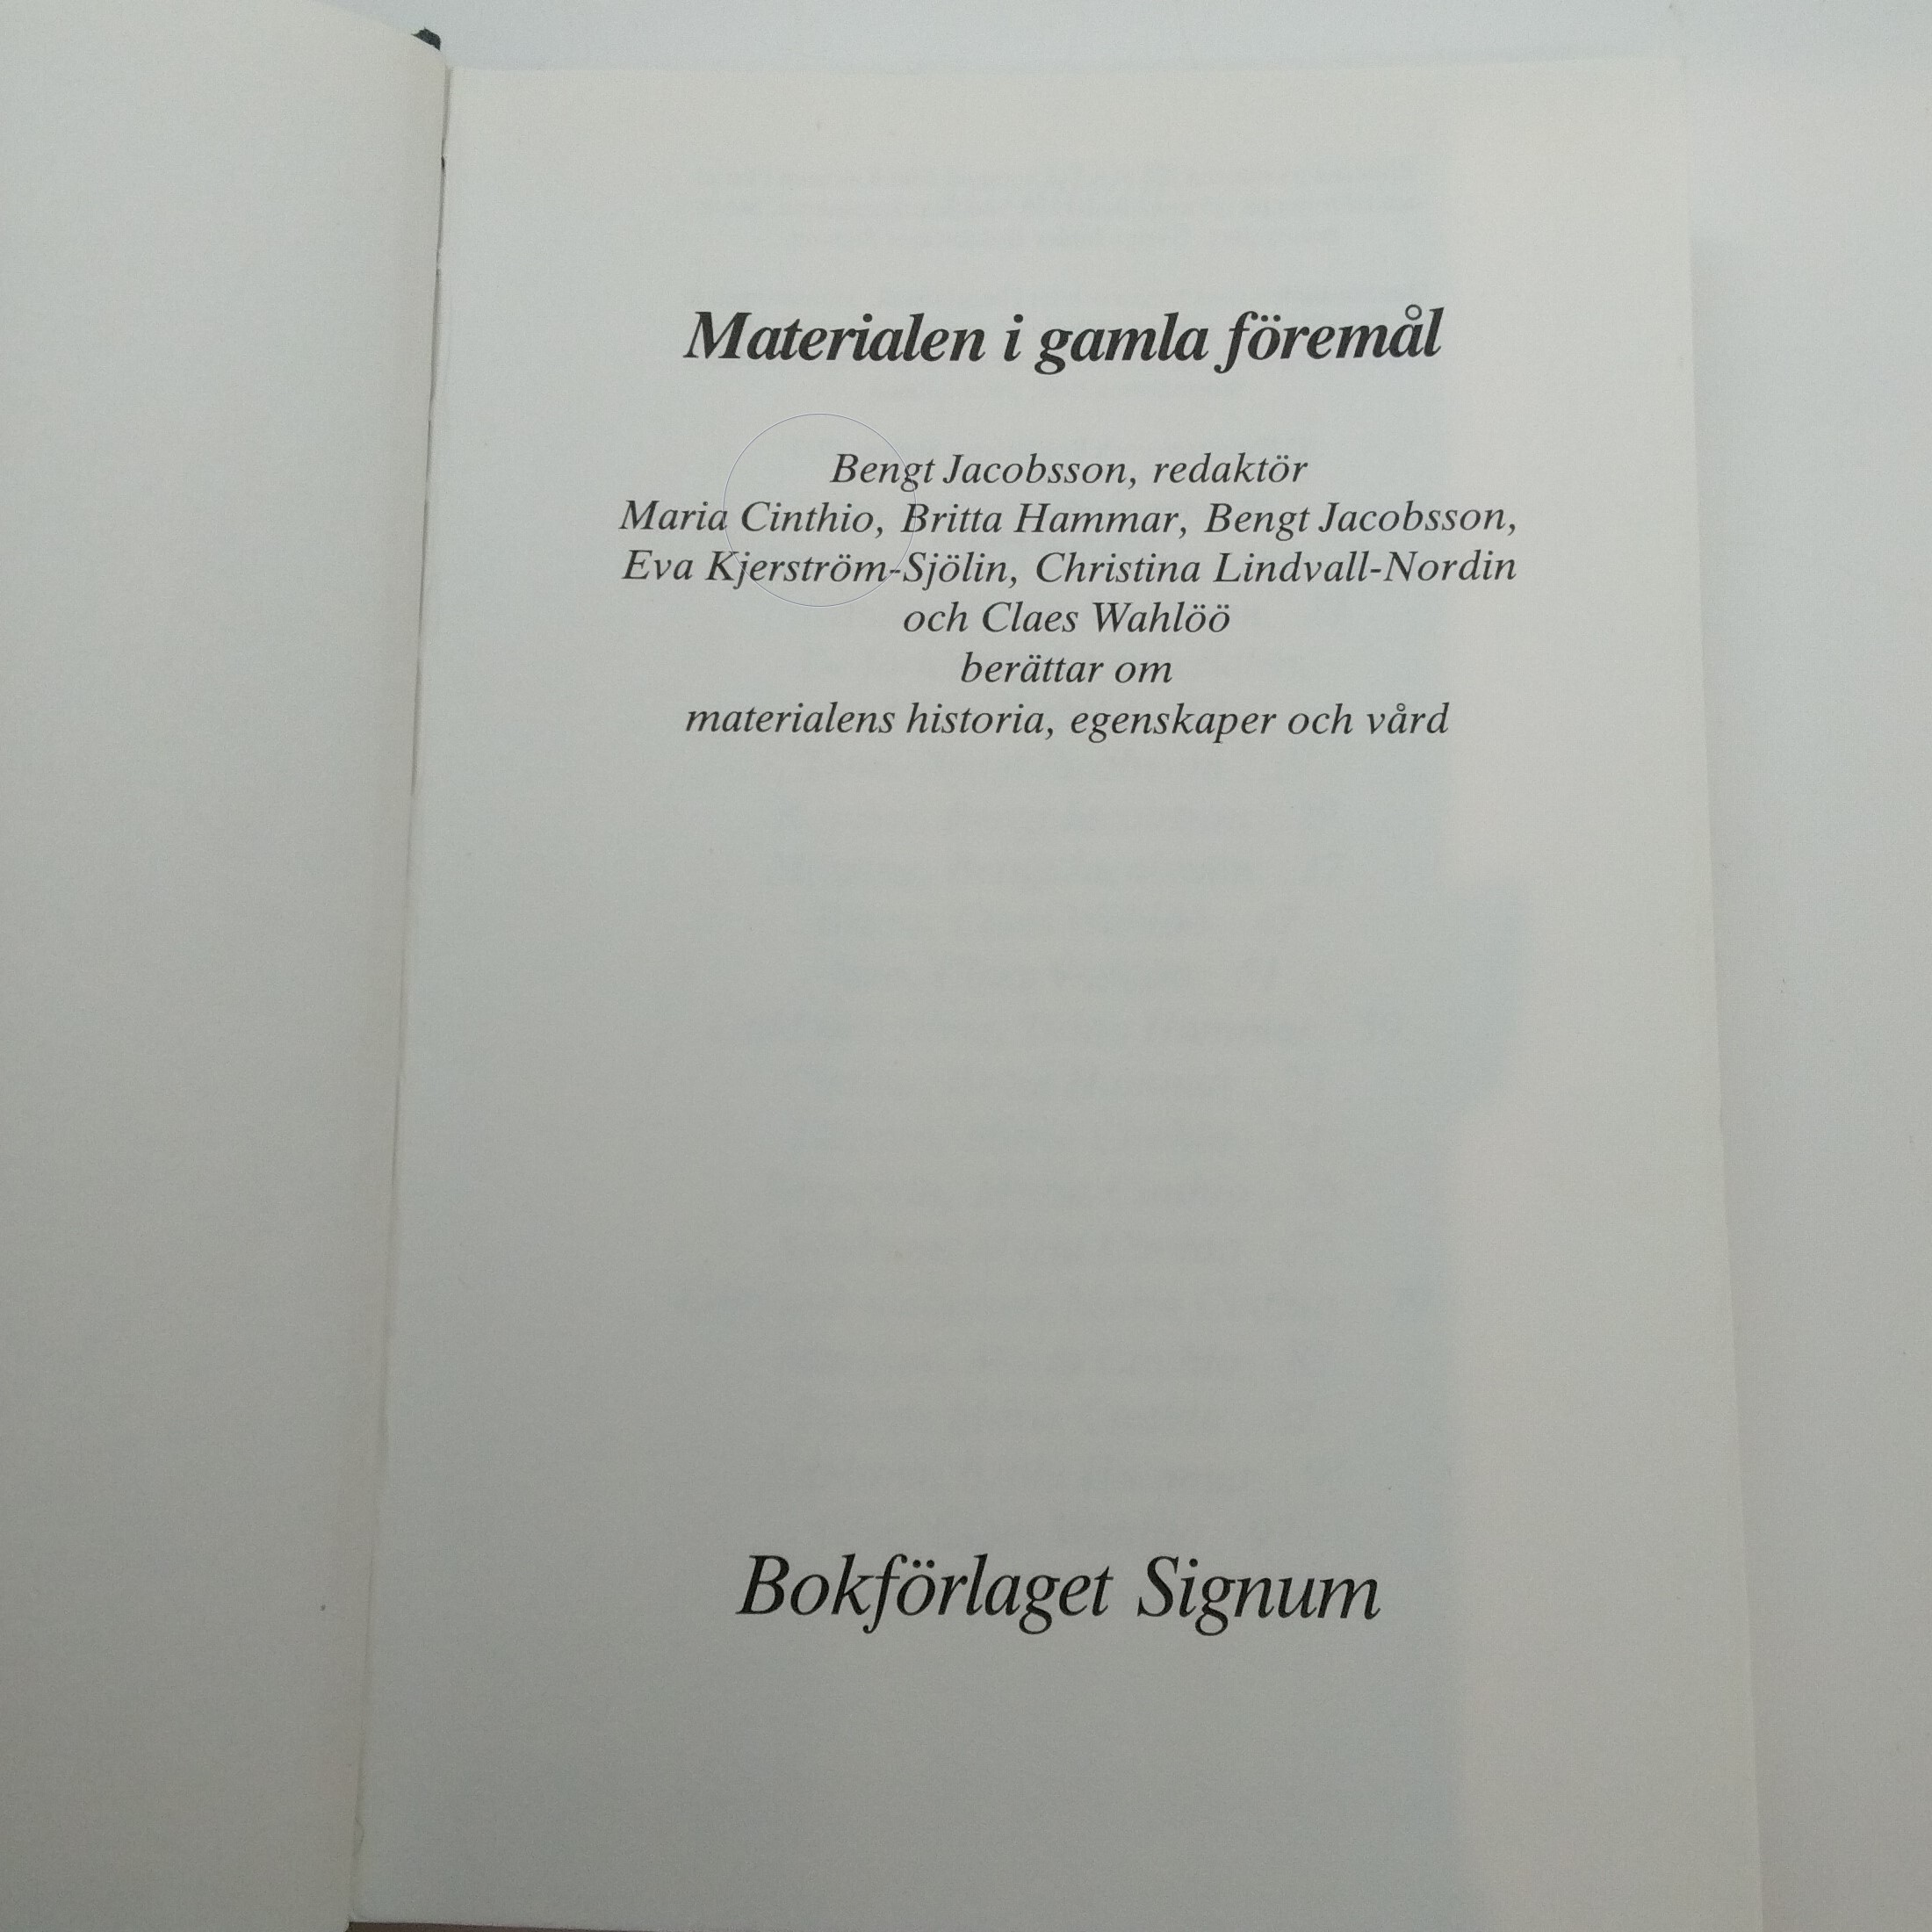 Materialen i gamla föremål
Bengt Jacobsson, redaktör
Maria Cinthio, Britta Hammar, Bengt Jacobsson,
Eva Kjerström-Sjölin, Christina Lindvall-Nordin
och Claes Wahlöö
berättar om
materialens historia, egenskaper och vård
Bokförlaget Signum